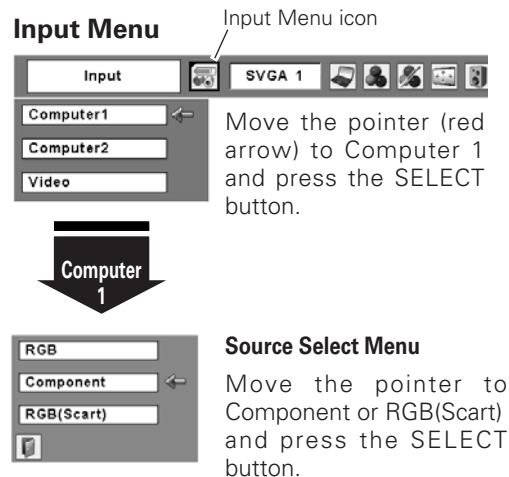 Input Menu icon
Input Menu
Input
SVGA 1
Computer1
Computer2
Video
Move the pointer (red
arrow) to Computer 1
and press the SELECT
button.
Computer
1
RGB
Component
RGB(Scart)
Source Select Menu
Move the pointer to
Component or RGB(Scart)
and press the SELECT
button.